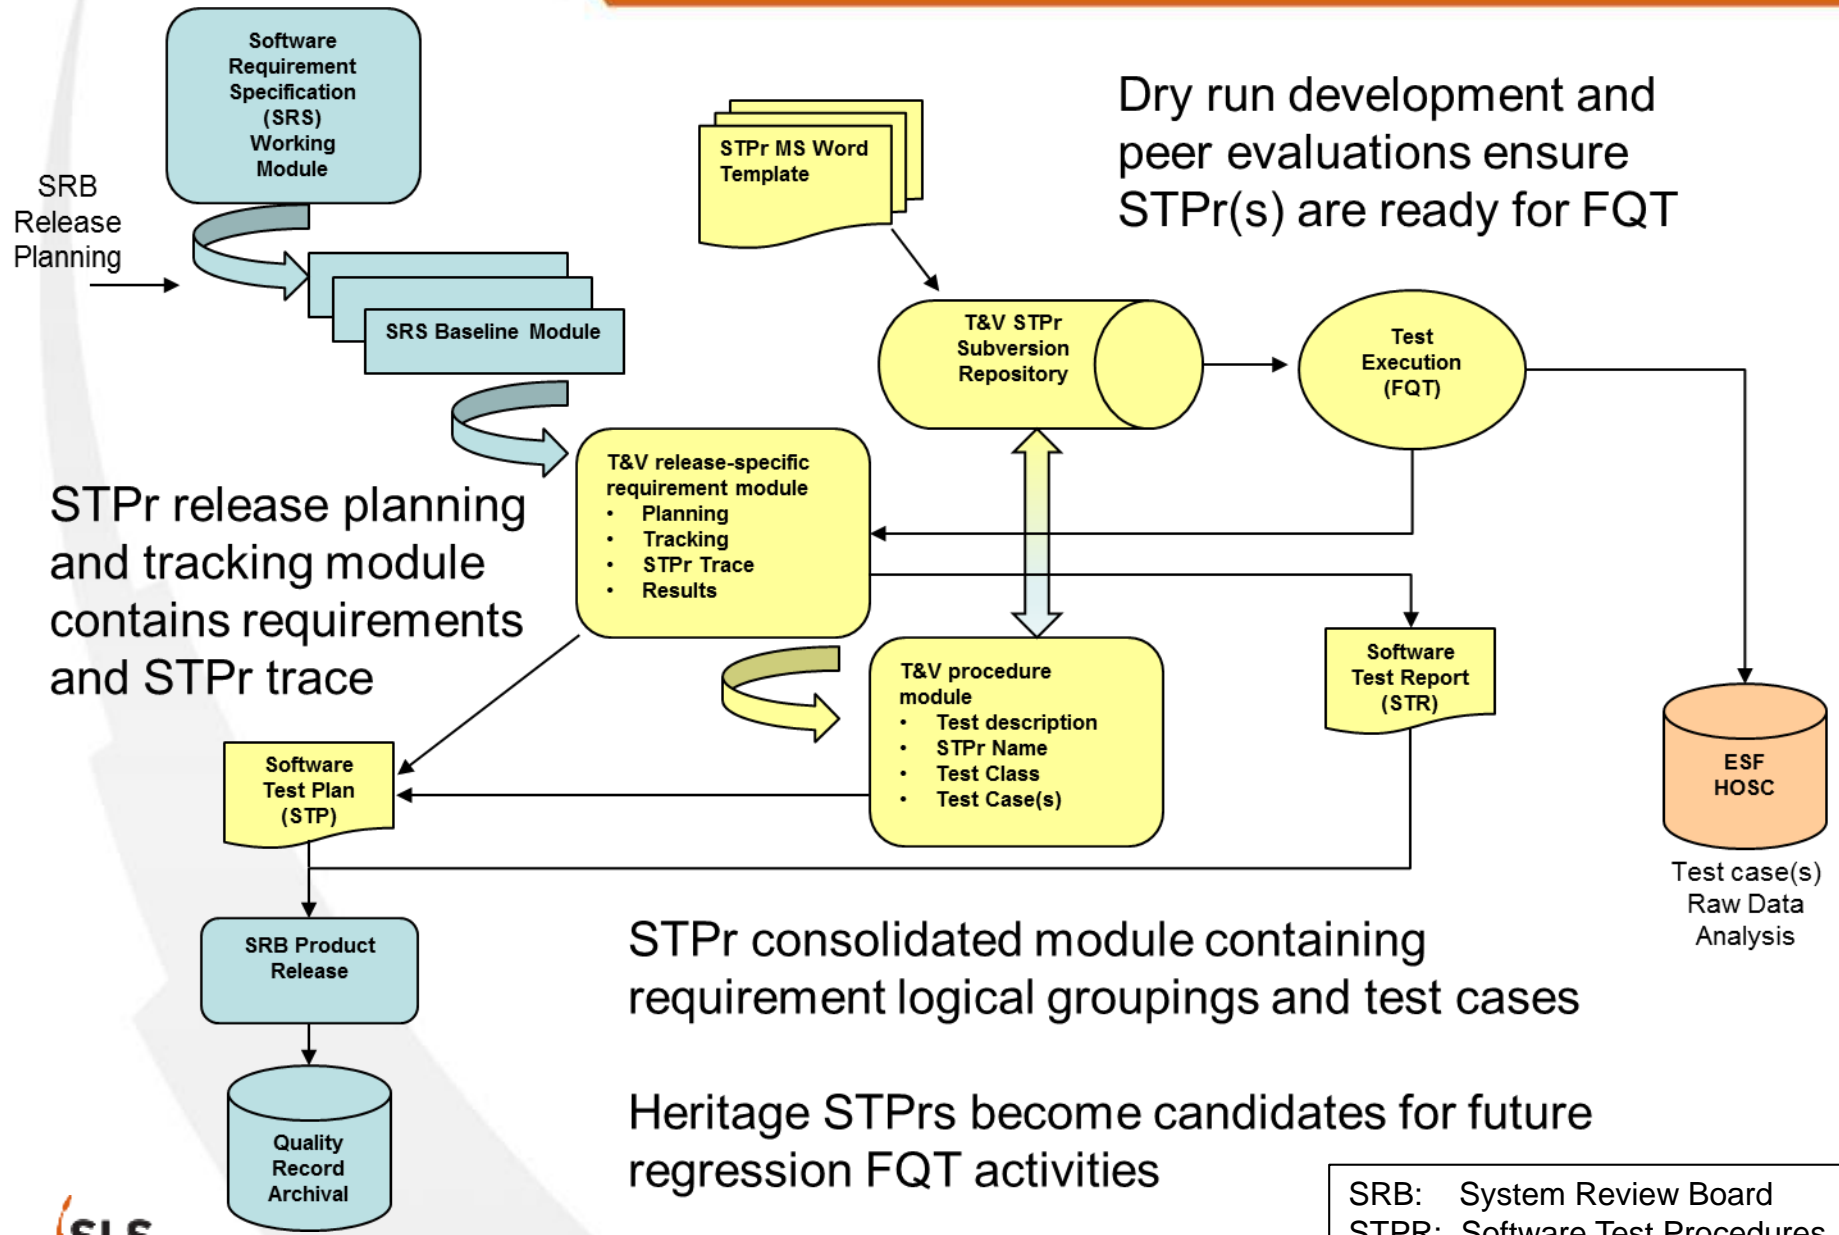 Software
Requirement
Specification
(SRS)
Working
Module
SRB
Release
Planning
SRS Baseline Module
STPr MS Word
Template
Dry run development and
peer evaluations ensure
STPr(s) are ready for FQT
T&V STPr
Subversion
Repository
Test
Execution
(FQT)
T&V release-specific
requirement module
• Planning
• Tracking
• STPr Trace
• Results
STPr release planning
and tracking module
contains requirements
and STPr trace
T&V procedure
module
• Test description
• STPr Name
• Test Class
• Test Case(s)
Software
Test Report
(STR)
ESF
HOSC
Test case(s)
Raw Data
Analysis
Software
Test Plan
(STP)
SRB Product
Release
Quality
Record
Archival
STPr consolidated module containing
requirement logical groupings and test cases
Heritage STPrs become candidates for future
regression FQT activities
SRB: System Review Board
STPR: Software Test Procedures
SLS